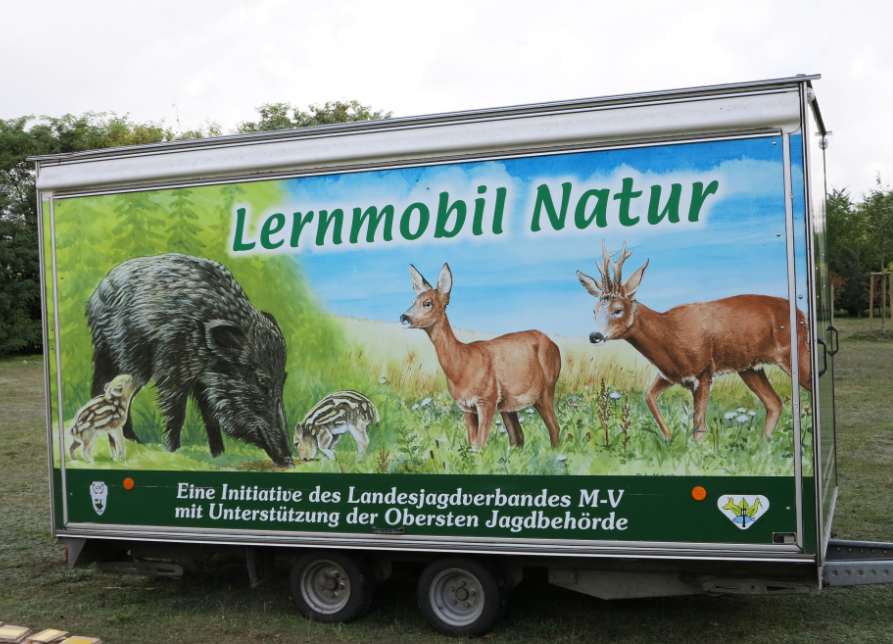 Lernmobil Natur
Eine Initiative des Landesjagdverbandes M-V
mit Unterstützung der Obersten Jagdbehörde